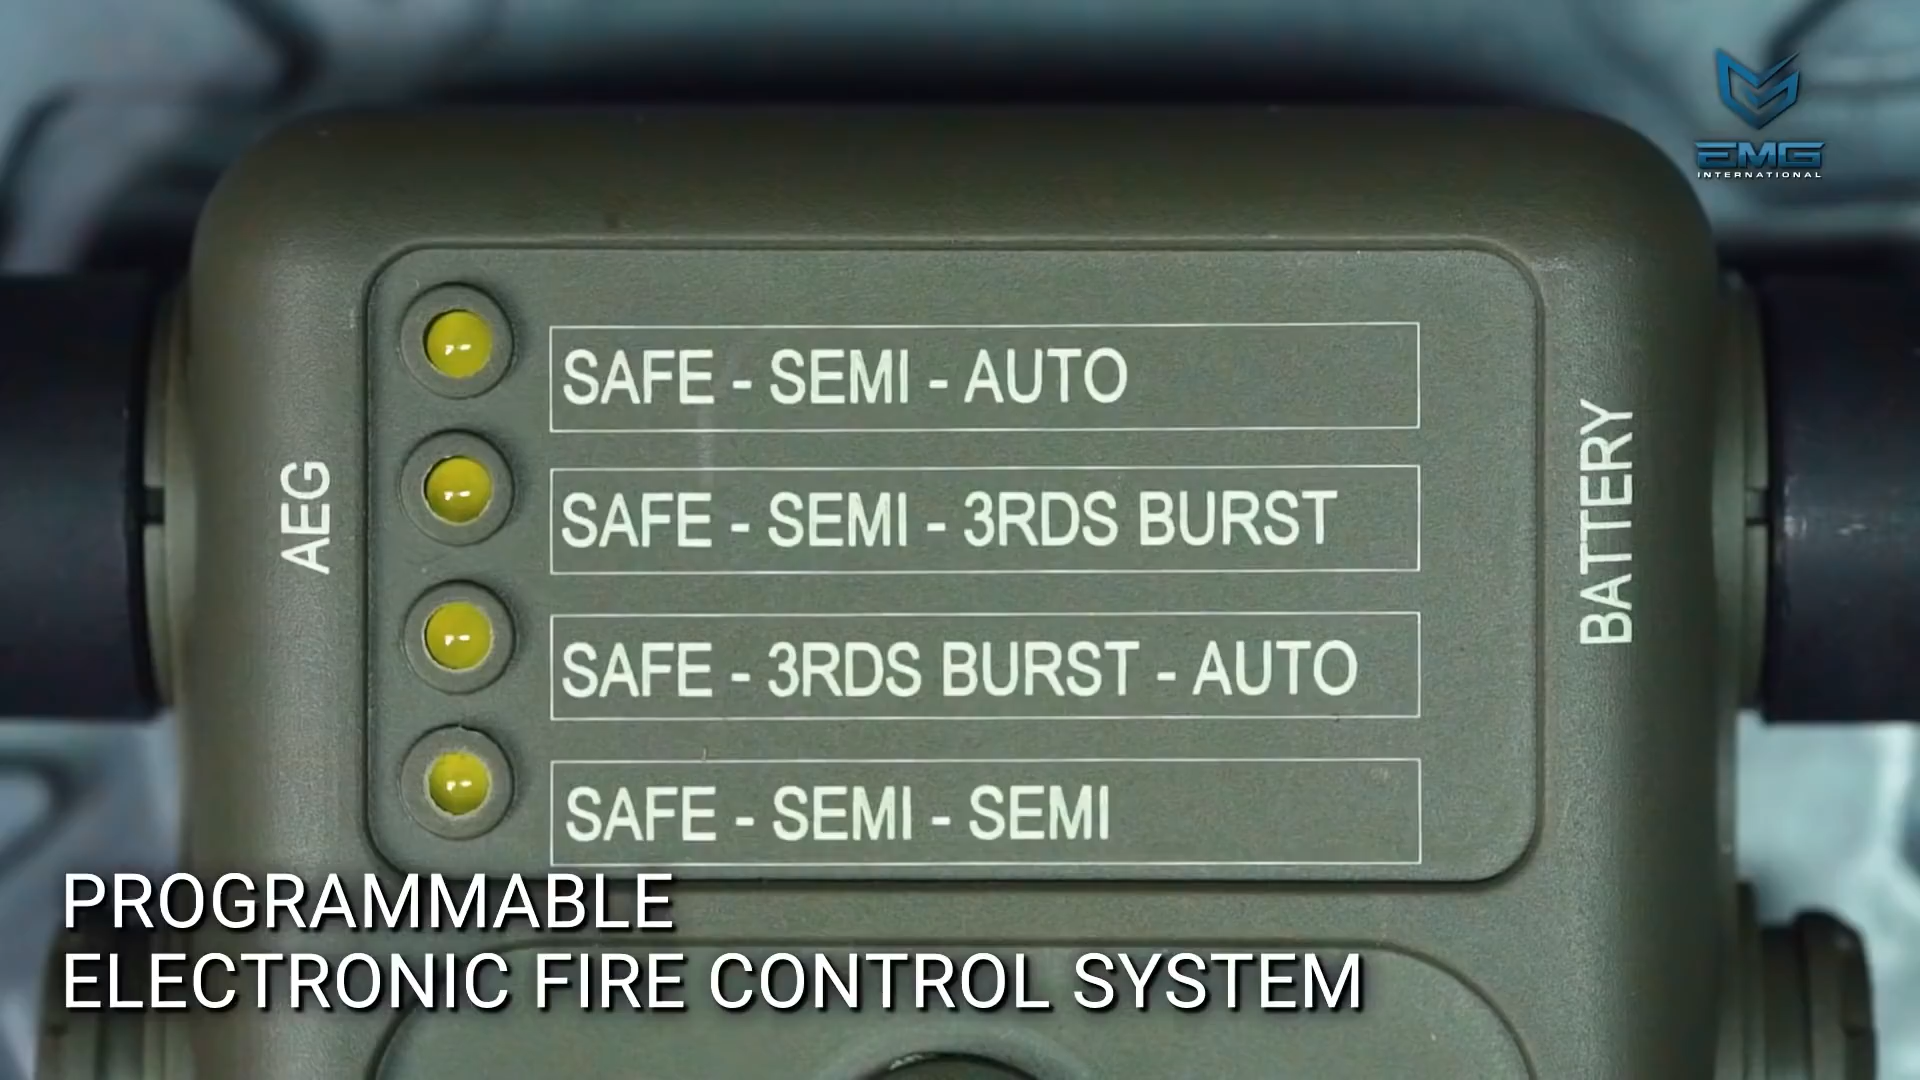 EMG
INTERNATIONAL
SAFE - SEMI - AUTO
SAFE - SEMI - 3RDS BURST
SAFE - 3RDS BURST - AUTO
SAFE - SEMI - SEMI
AEG
BATTERY
PROGRAMMABLE
ELECTRONIC FIRE CONTROL SYSTEM